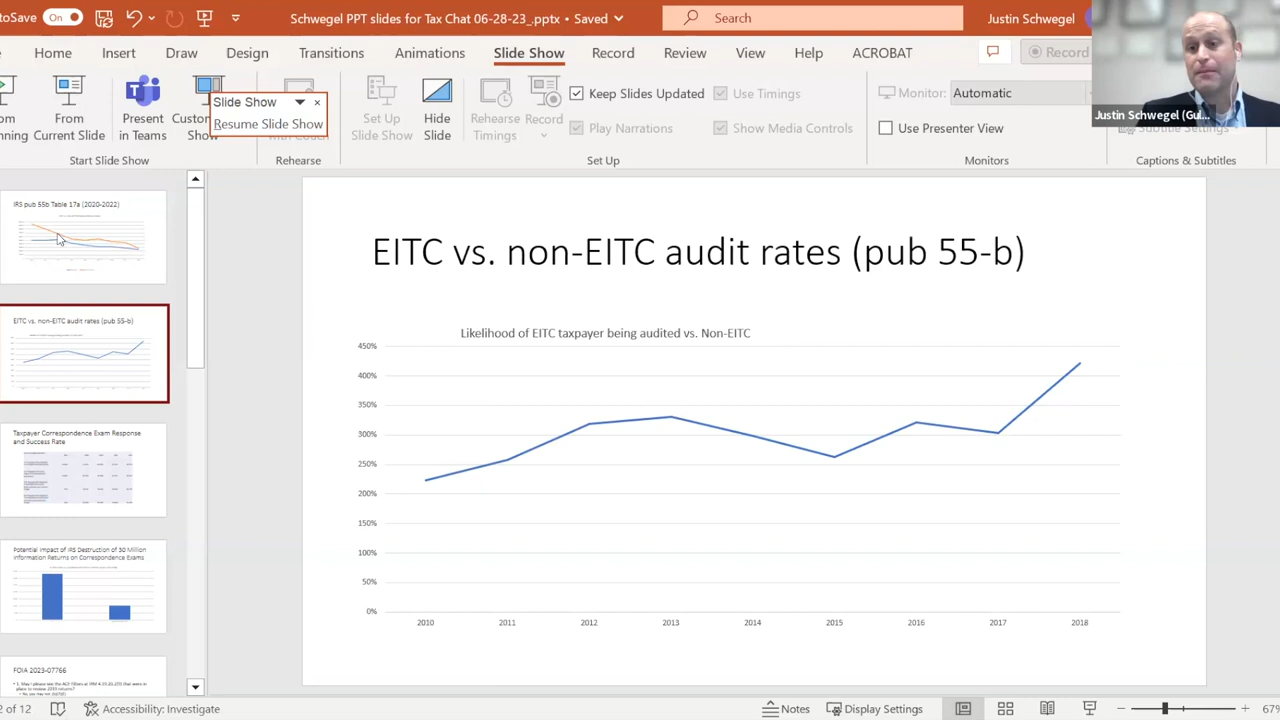 toSave On
Schwegel PPT slides for Tax Chat 06-28-23_.pptx • Saved
Search
Justin Schwegel
Home Insert Draw Design Transitions Animations Slide Show Record Review View Help ACROBAT
Record
From Current Slide
Present in Teams
Slide Show
Resume Slide Show
Set Up Slide Show
Hide Slide
Rehearse Timings
Record
Keep Slides Updated
Play Narrations
Use Timings
Show Media Controls
Monitor: Automatic
Use Presenter View
Justin Schwegel (Gul...
Subtitle Settings
Start Slide Show
Rehearse
Set Up
Monitors
Captions & Subtitles
IRS pub 55b Table 17a (2020-2022)
EITC vs. non-EITC audit rates (pub 55-b)
Taxpayer Correspondence Exam Response
and Success Rate
Potential Impact of IRS Destruction of 30 Million
Information Returns on Correspondence Exams
FOIA 2023-07766
EITC vs. non-EITC audit rates (pub 55-b)
Likelihood of EITC taxpayer being audited vs. Non-EITC
450%
400%
350%
300%
250%
200%
150%
100%
50%
0%
2010 2011 2012 2013 2014 2015 2016 2017 2018
2 of 12
Accessibility: Investigate
Notes
Display Settings
67%